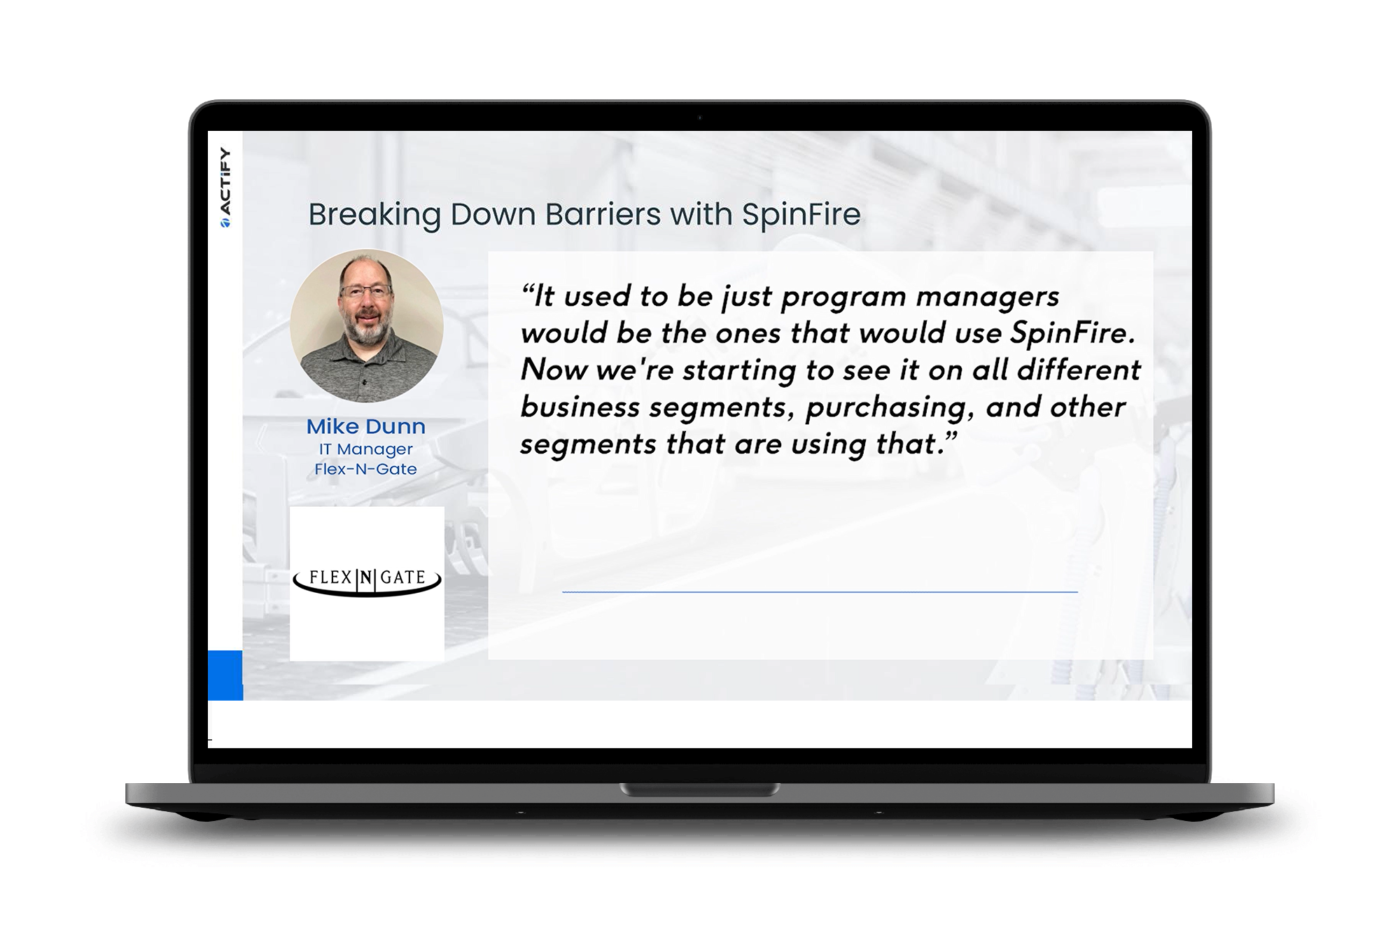 ACTiFY
Breaking Down Barriers with SpinFire
Mike Dunn
IT Manager
Flex-N-Gate
FLEX|N|GATE
“It used to be just program managers
would be the ones that would use SpinFire.
Now we're starting to see it on all different
business segments, purchasing, and other
segments that are using that.”